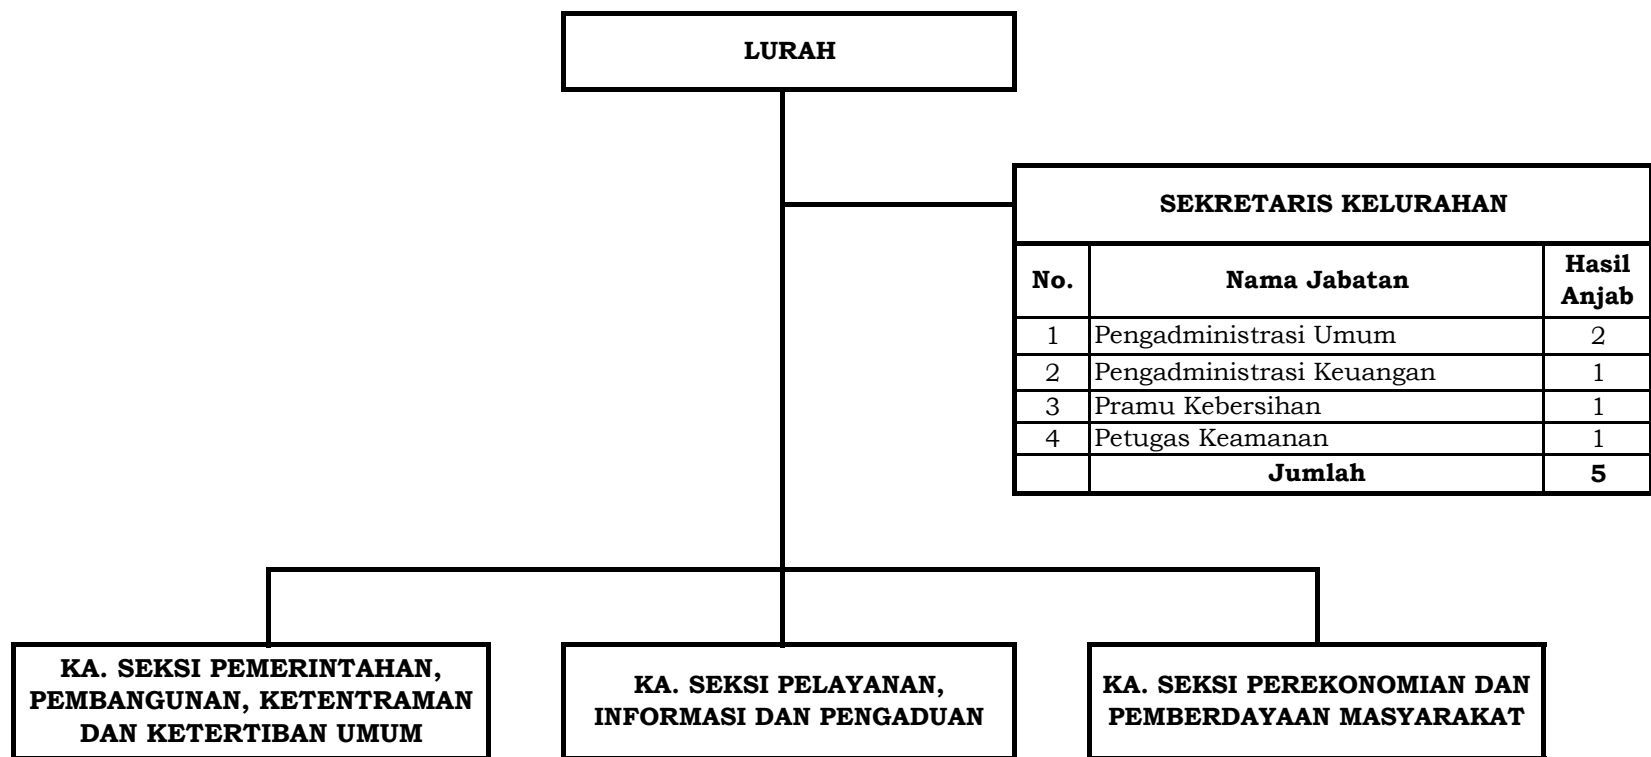 LURAH
SEKRETARIS KELURAHAN
No. Nama Jabatan Hasil Anjab
1 Pengadministrasi Umum 2
2 Pengadministrasi Keuangan 1
3 Pramu Kebersihan 1
4 Petugas Keamanan 1
Jumlah 5
KA. SEKSI PEMERINTAHAN,
PEMBANGUNAN, KETENTRAMAN
DAN KETERTIBAN UMUM
KA. SEKSI PELAYANAN,
INFORMASI DAN PENGADUAN
KA. SEKSI PEREKONOMIAN DAN
PEMBERDAYAAN MASYARAKAT